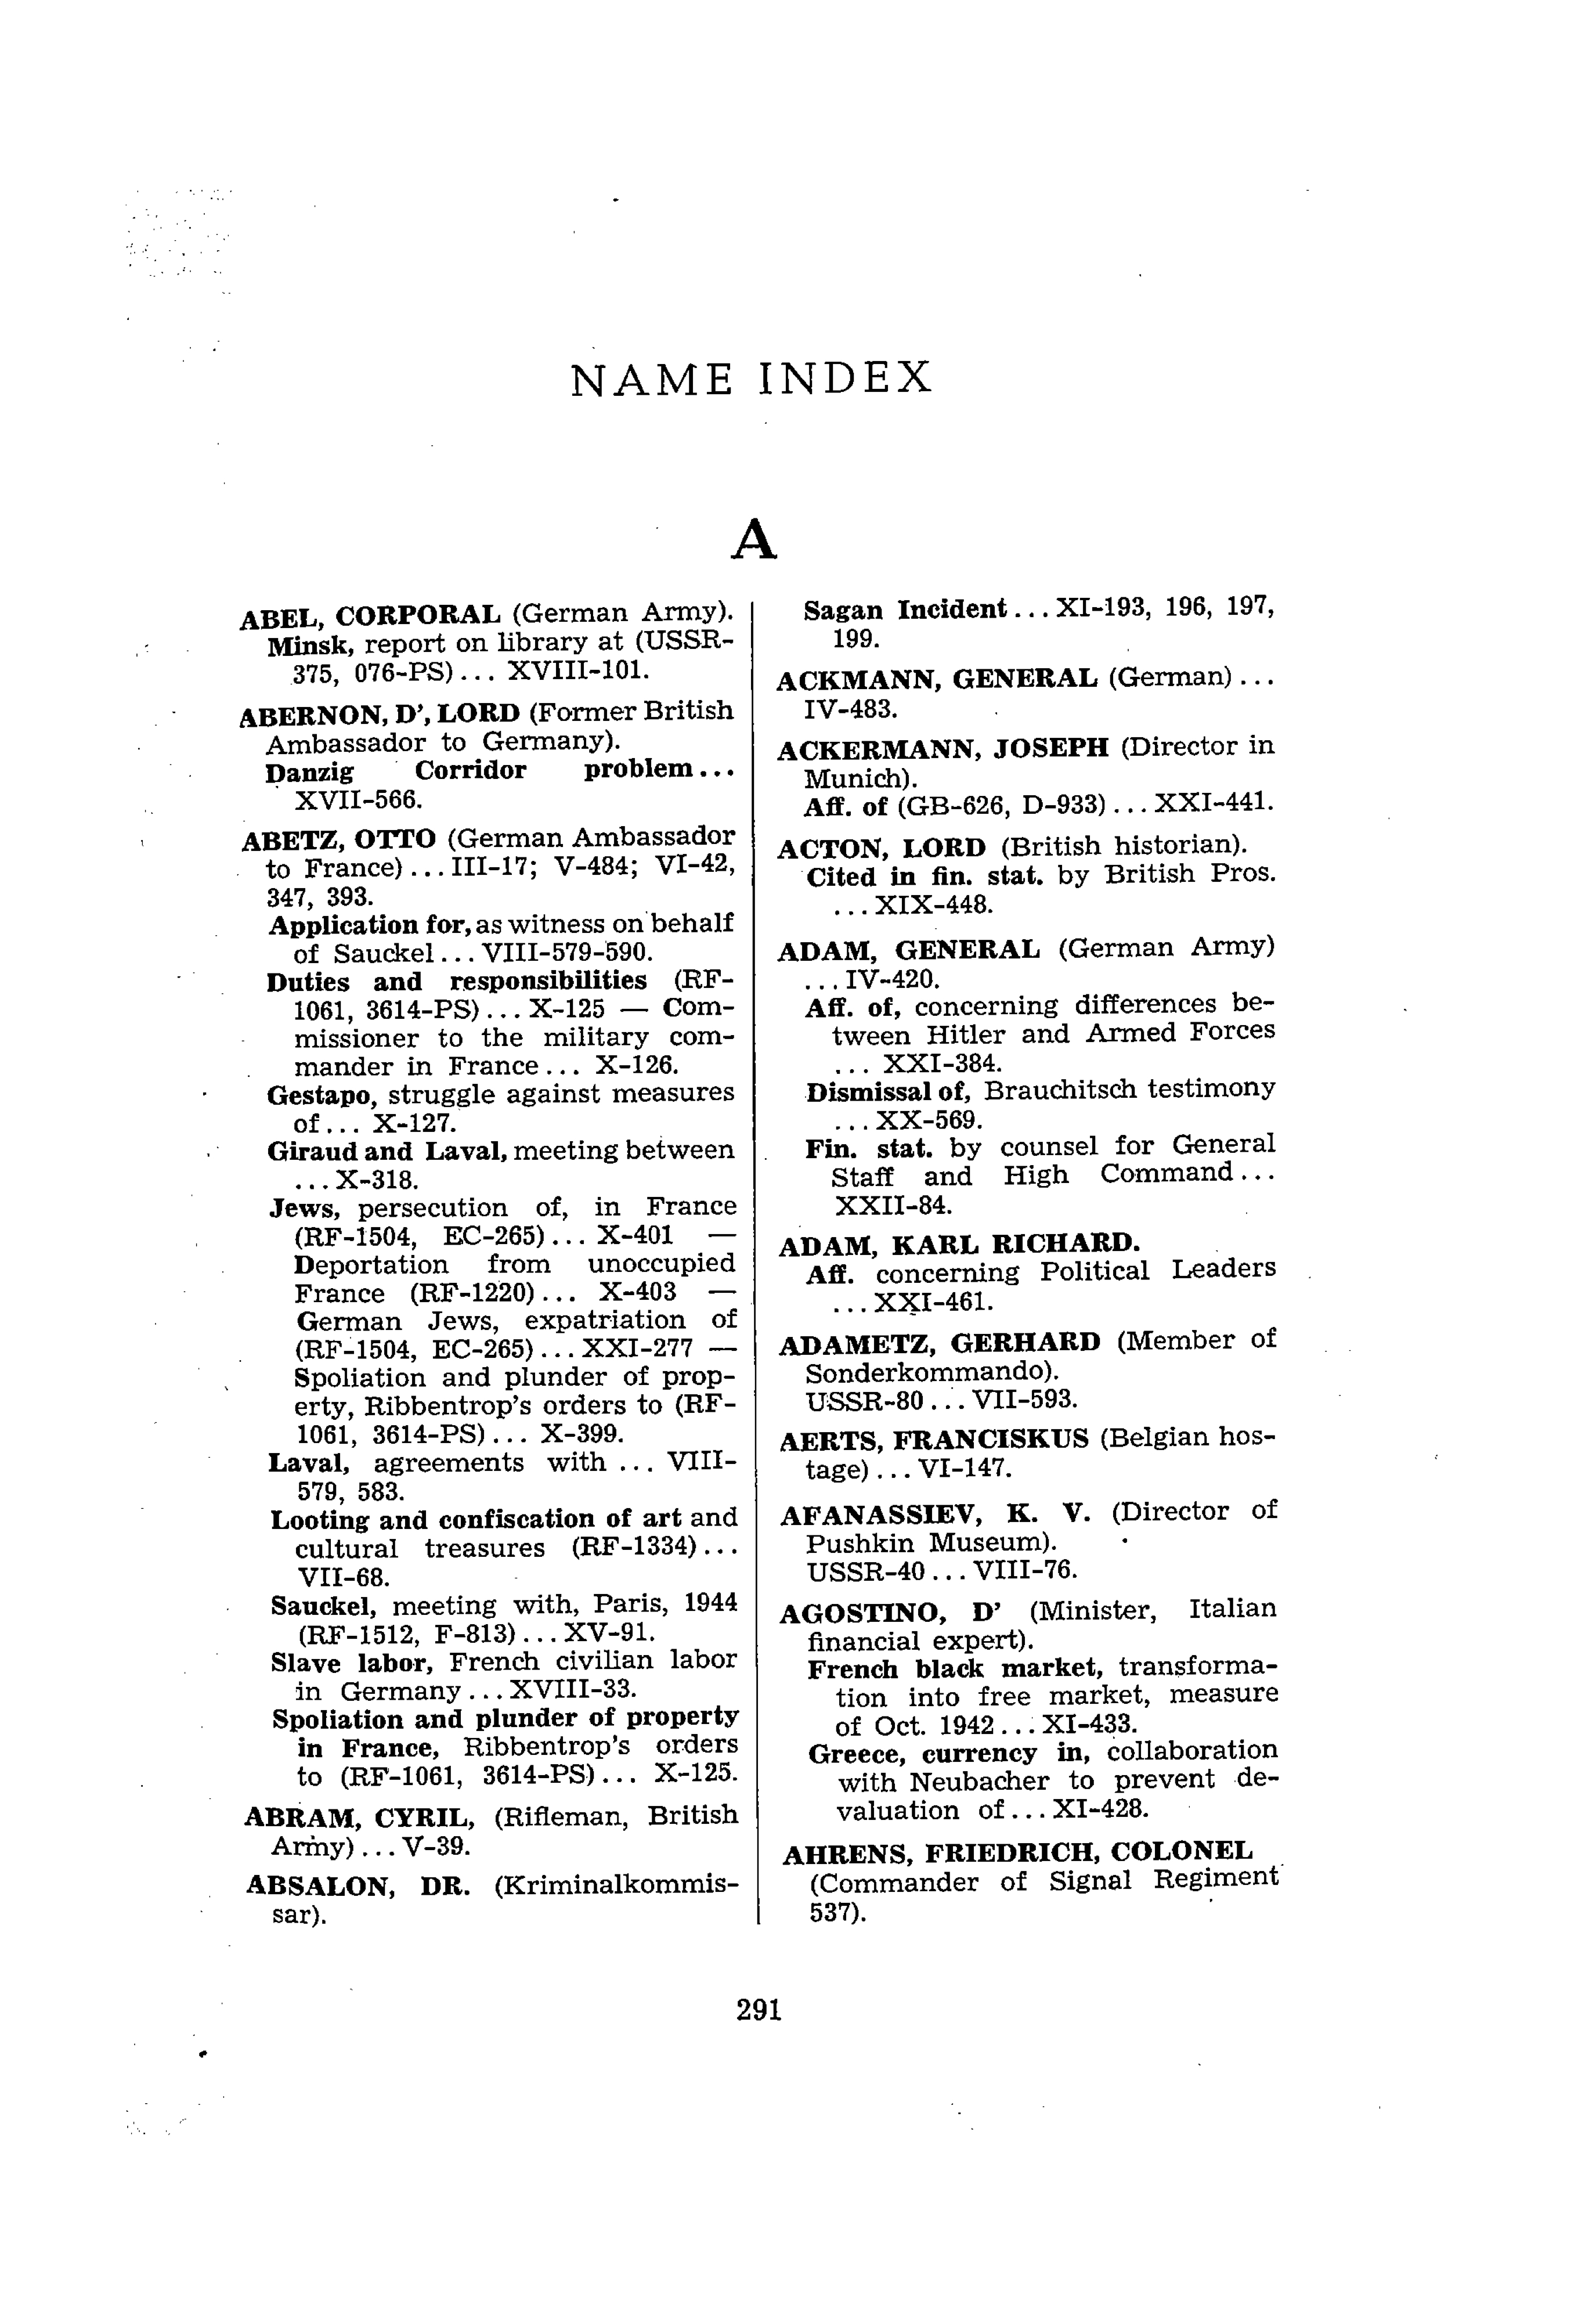 NAME INDEX
A
ABEL, CORPORAL (German Army).
Minsk, report on library at (USSR-
375, 076-PS)... XVIII-101.
ABERNON, D', LORD (Former British
Ambassador to Germany).
Danzig Corridor problem...
XVII-566.
ABETZ, OTTO (German Ambassador
to France)...III-17; V-484; VI-42,
347, 393.
Application for, as witness on behalf
of Sauckel...VIII-579-590.
Duties and responsibilities (RF-
1061, 3614-PS)... X-125 — Com-
missioner to the military com-
mander in France... X-126.
Gestapo, struggle against measures
of... X-127.
Giraud and Laval, meeting between
...X-318.
Jews, persecution of, in France
(RF-1504, EC-265)... X-401 —
Deportation from unoccupied
France (RF-1220)... X-403 —
German Jews, expatriation of
(RF-1504, EC-265)...XXI-277 —
Spoliation and plunder of prop-
erty, Ribbentrop's orders to (RF-
1061, 3614-PS)... X-399.
Laval, agreements with ... VIII-
579, 583.
Looting and confiscation of art and
cultural treasures (RF-1334)...
VII-68.
Sauckel, meeting with, Paris, 1944
(RF-1512, F-813)...XV-91.
Slave labor, French civilian labor
in Germany...XVIII-33.
Spoliation and plunder of property
in France, Ribbentrop's orders
to (RF-1061, 3614-PS)... X-125.
ABRAM, CYRIL, (Rifleman, British
Army)...V-39.
ABSALON, DR. (Kriminalkommis-
sar).
Sagan Incident...XI-193, 196, 197,
199.
ACKMANN, GENERAL (German)...
IV-483.
ACKERMANN, JOSEPH (Director in
Munich).
Aff. of (GB-626, D-933)...XXI-441.
ACTON, LORD (British historian).
Cited in fin. stat. by British Pros.
...XIX-448.
ADAM, GENERAL (German Army)
...IV-420.
Aff. of, concerning differences be-
tween Hitler and Armed Forces
... XXI-384.
Dismissal of, Brauchitsch testimony
...XX-569.
Fin. stat. by counsel for General
Staff and High Command...
XXII-84.
ADAM, KARL RICHARD.
Aff. concerning Political Leaders
...XXI-461.
ADAMETZ, GERHARD (Member of
Sonderkommando).
USSR-80...VII-593.
AERTS, FRANCISKUS (Belgian hos-
tage)...VI-147.
AFANASSIEV, K. V. (Director of
Pushkin Museum).
USSR-40...VIII-76.
AGOSTINO, D' (Minister, Italian
financial expert).
French black market, transforma-
tion into free market, measure
of Oct. 1942...XI-433.
Greece, currency in, collaboration
with Neubacher to prevent de-
valuation of...XI-428.
AHRENS, FRIEDRICH, COLONEL
(Commander of Signal Regiment
537).
291